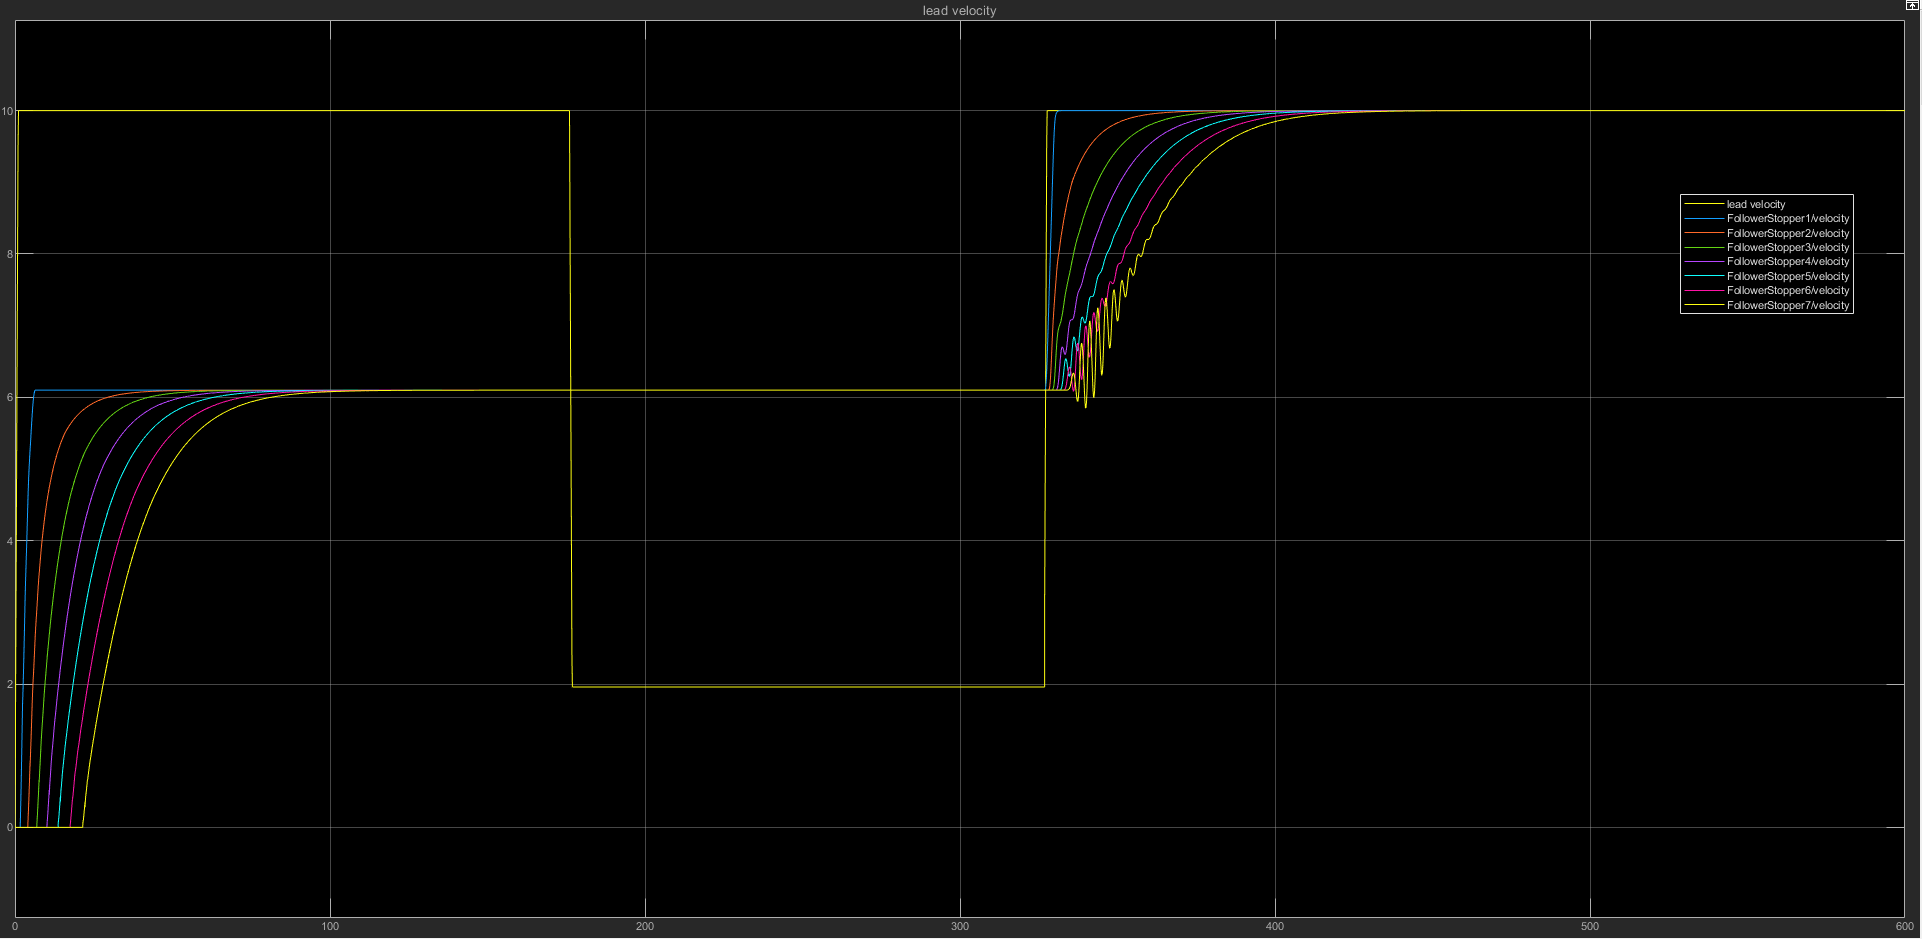 lead velocity
10
8
6
4
2
0
lead velocity
FollowerStopper1/velocity
FollowerStopper2/velocity
FollowerStopper3/velocity
FollowerStopper4/velocity
FollowerStopper5/velocity
FollowerStopper6/velocity
FollowerStopper7/velocity
0 100 200 300 400 500 600